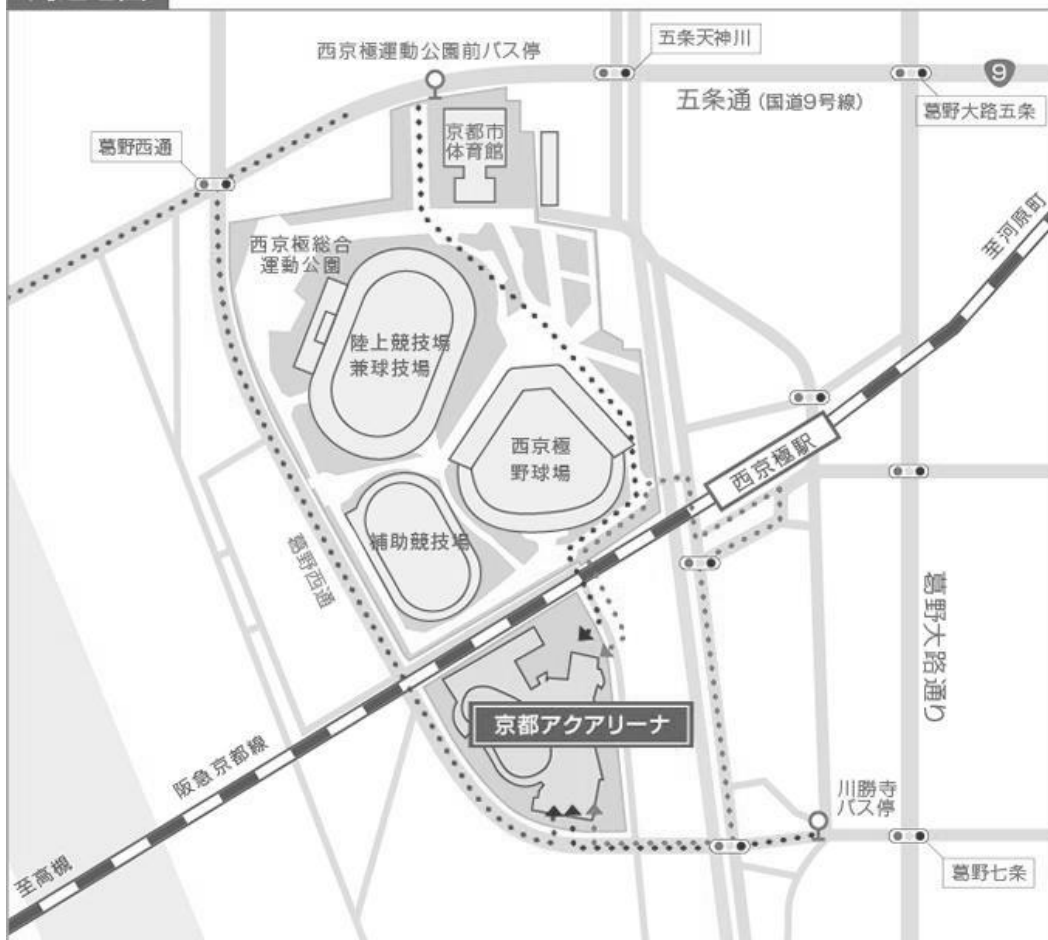 西京極運動公園前バス停
五条天神川
9
五条通 (国道9号線)
葛野大路五条
葛野西通
京都市
体育館
至河原町
西京極総合
運動公園
陸上競技場
兼球技場
西京極
野球場
西京極駅
補助競技場
葛野西通
葛野大路通り
京都アクアリーナ
阪急京都線
川勝寺
バス停
至高槻
葛野七条